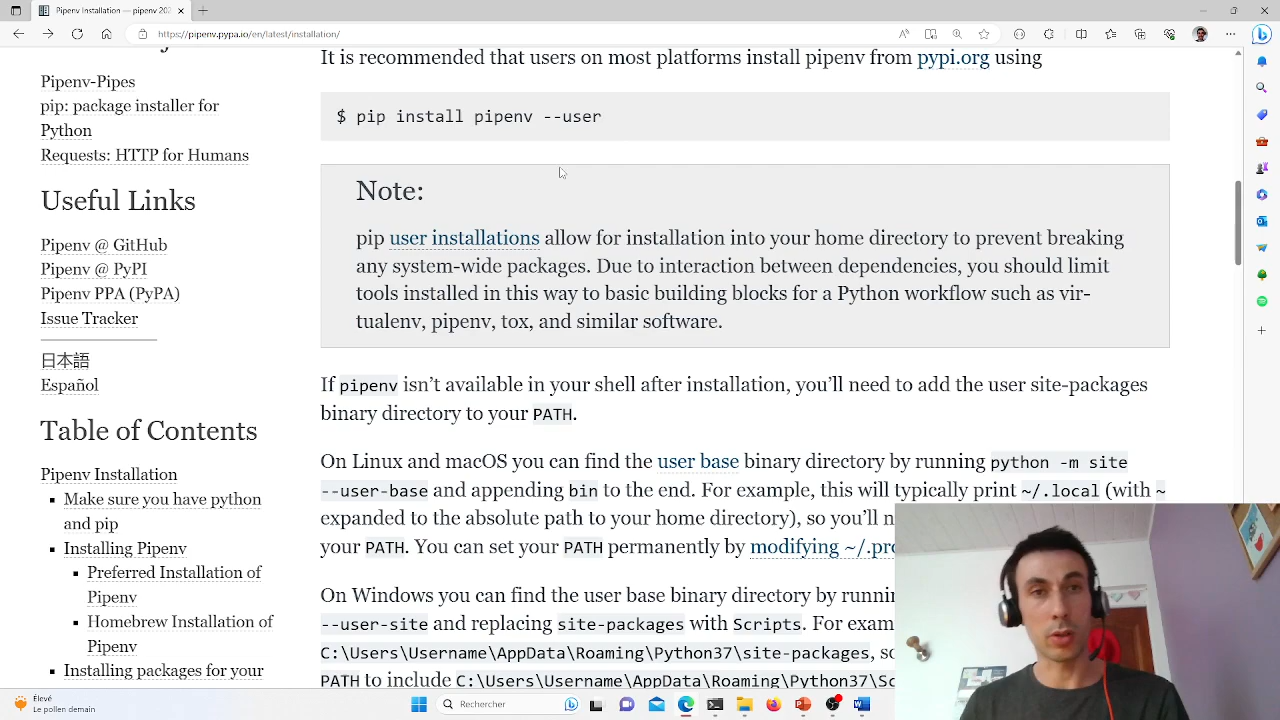 Pipenv Installation — pipenv 202
https://pipenv.pypa.io/en/latest/installation/
Pipenv-Pipes
pip: package installer for
Python
Requests: HTTP for Humans
Useful Links
Pipenv @ GitHub
Pipenv @ PyPI
Pipenv PPA (PyPA)
Issue Tracker
日本語
Español
Table of Contents
Pipenv Installation
Make sure you have python
and pip
Installing Pipenv
Preferred Installation of
Pipenv
Homebrew Installation of
Pipenv
Installing packages for your
It is recommended that users on most platforms install pipenv from pypi.org using
$ pip install pipenv --user
Note:
pip user installations allow for installation into your home directory to prevent breaking
any system-wide packages. Due to interaction between dependencies, you should limit
tools installed in this way to basic building blocks for a Python workflow such as vir-
tualenv, pipenv, tox, and similar software.
If pipenv isn’t available in your shell after installation, you’ll need to add the user site-packages
binary directory to your PATH.
On Linux and macOS you can find the user base binary directory by running python -m site
--user-base and appending bin to the end. For example, this will typically print ~/.local (with ~
expanded to the absolute path to your home directory), so you’ll n
your PATH. You can set your PATH permanently by modifying ~/.pro
On Windows you can find the user base binary directory by runnin
--user-site and replacing site-packages with Scripts. For exam
C:\Users\Username\AppData\Roaming\Python37\site-packages, so
PATH to include C:\Users\Username\AppData\Roaming\Python37\Sc
Élevé
Le pollen demain
Rechercher